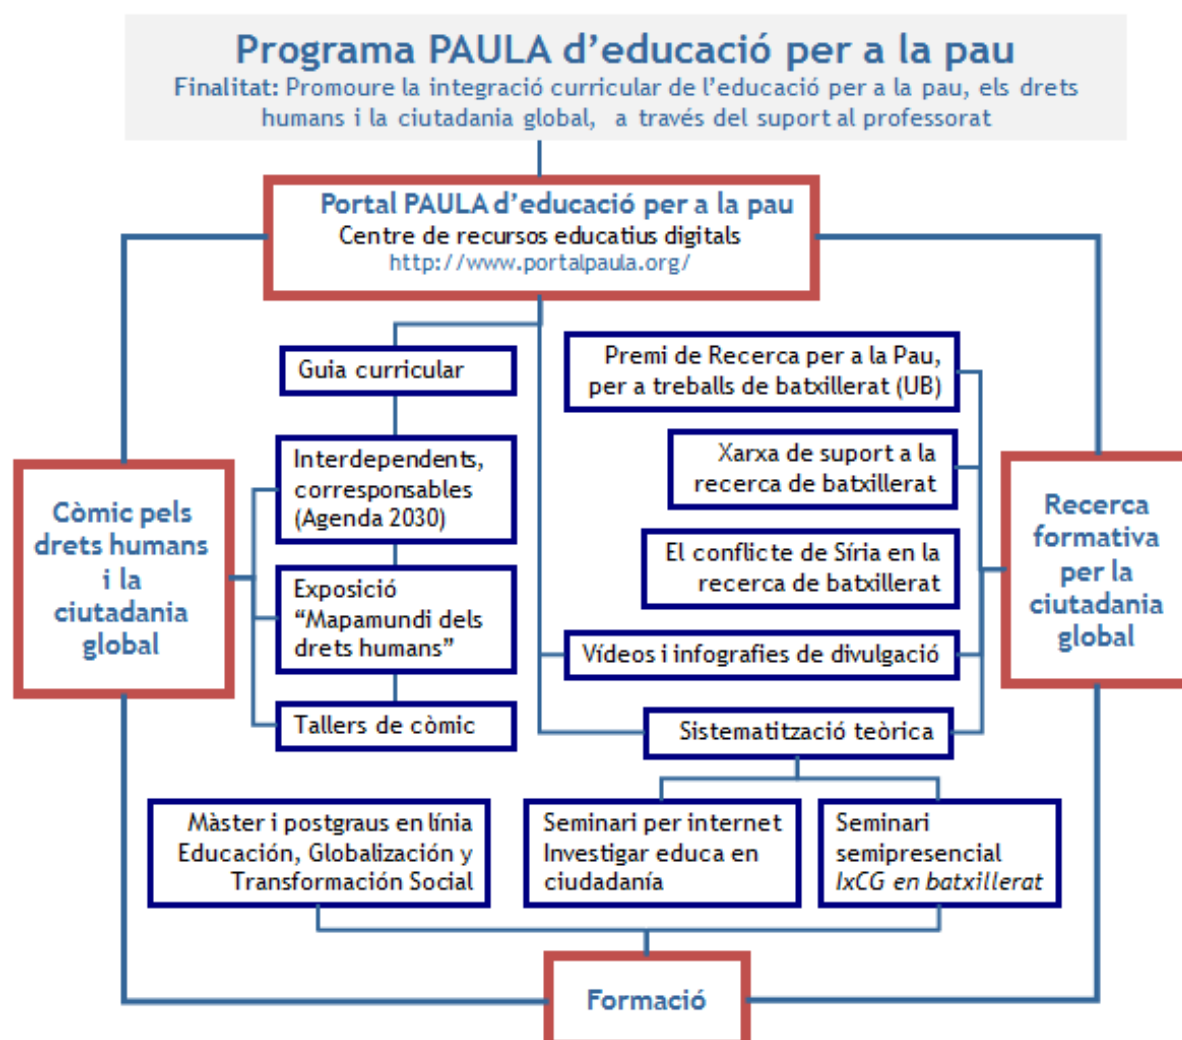 Programa PAULA d’educació per a la pau
Finalitat: Promoure la integració curricular de l’educació per a la pau, els drets
humans i la ciutadania global, a través del suport al professorat
Portal PAULA d’educació per a la pau
Centre de recursos educatius digitals
http://www.portalpaula.org/
Guia curricular
Premi de Recerca per a la Pau,
per a treballs de batxillerat (UB)
Interdependents,
corresponsables
(Agenda 2030)
Xarxa de suport a la
recerca de batxillerat
Còmic pels
drets humans
i la
ciutadania
global
Recerca
formativa
per la
ciutadania
global
El conflicte de Síria en la
recerca de batxillerat
Exposició
“Mapamundi dels
drets humans”
Vídeos i infografies de divulgació
Tallers de còmic
Sistematització teòrica
Màster i postgraus en línia
Educación, Globalización y
Transformación Social
Seminari per internet
Investigar educa en
ciudadanía
Seminari
semipresencial
IxCG en batxillerat
Formació